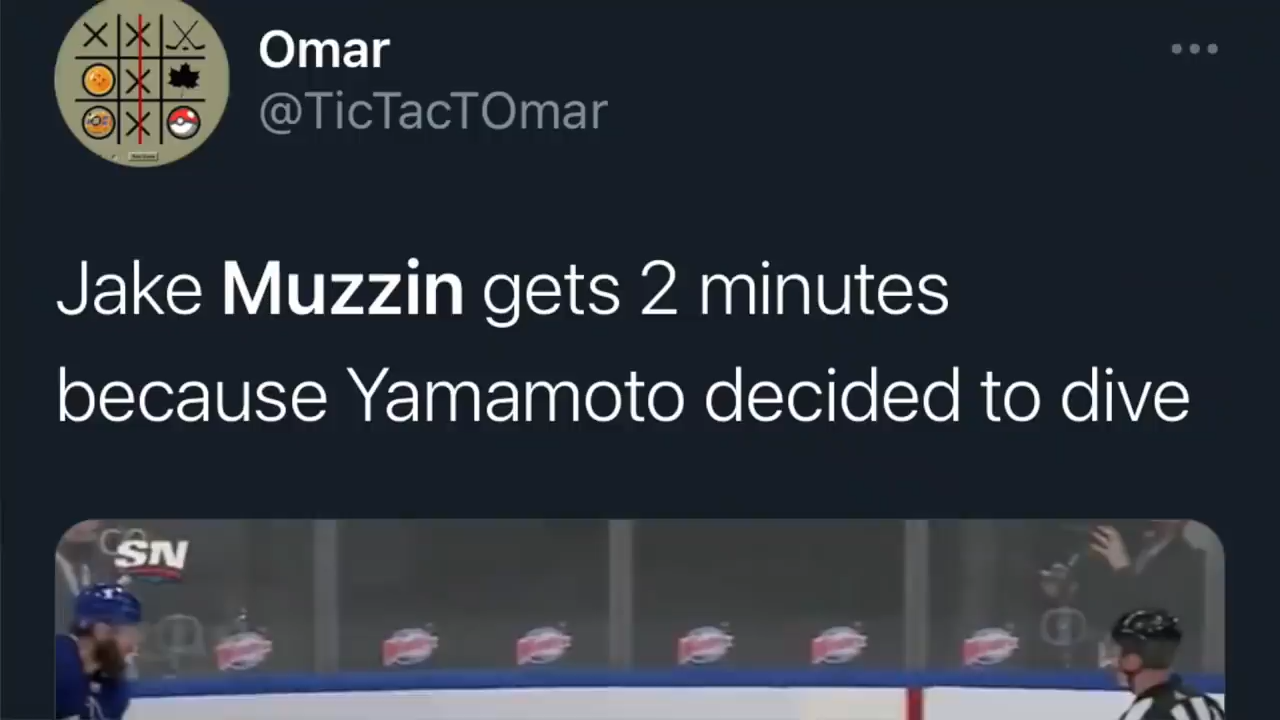 Omar
@TicTacTOmar
Jake Muzzin gets 2 minutes
because Yamamoto decided to dive
SN